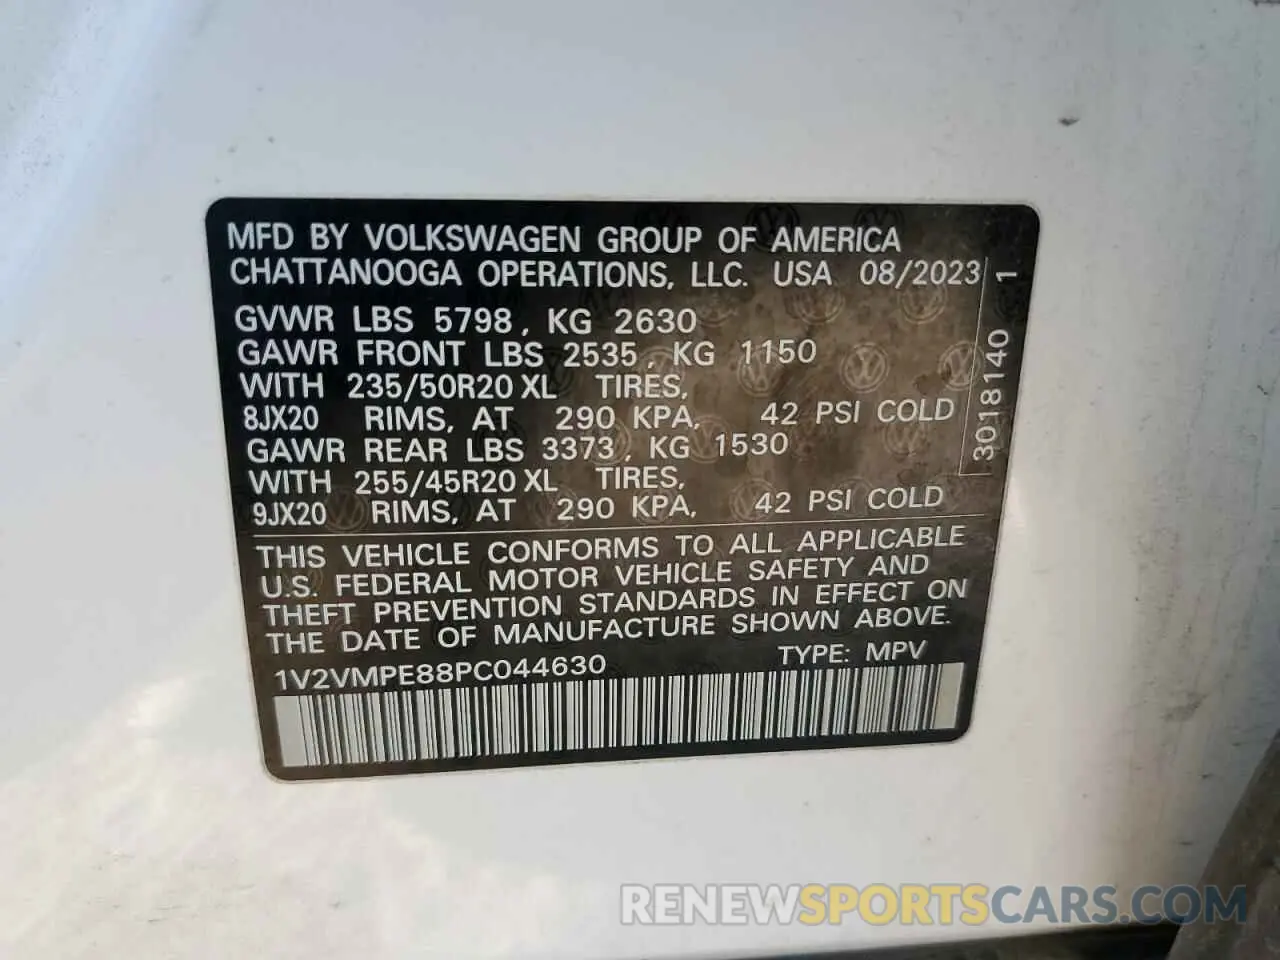 MFD BY VOLKSWAGEN GROUP OF AMERICA
CHATTANOOGA OPERATIONS, LLC. USA 08/2023
GVWR LBS 5798, KG 2630
GAWR FRONT LBS 2535, KG 1150
WITH 235/50R20 XL TIRES,
8JX20 RIMS, AT 290 KPA, 42 PSI COLD
GAWR REAR LBS 3373, KG 1530
WITH 255/45R20 XL TIRES,
9JX20 RIMS, AT 290 KPA, 42 PSI COLD
3018140 1
THIS VEHICLE CONFORMS TO ALL APPLICABLE
U.S. FEDERAL MOTOR VEHICLE SAFETY AND
THEFT PREVENTION STANDARDS IN EFFECT ON
THE DATE OF MANUFACTURE SHOWN ABOVE.
1V2VMPE88PC044630 TYPE: MPV
RENEWSPORTSCARS.COM